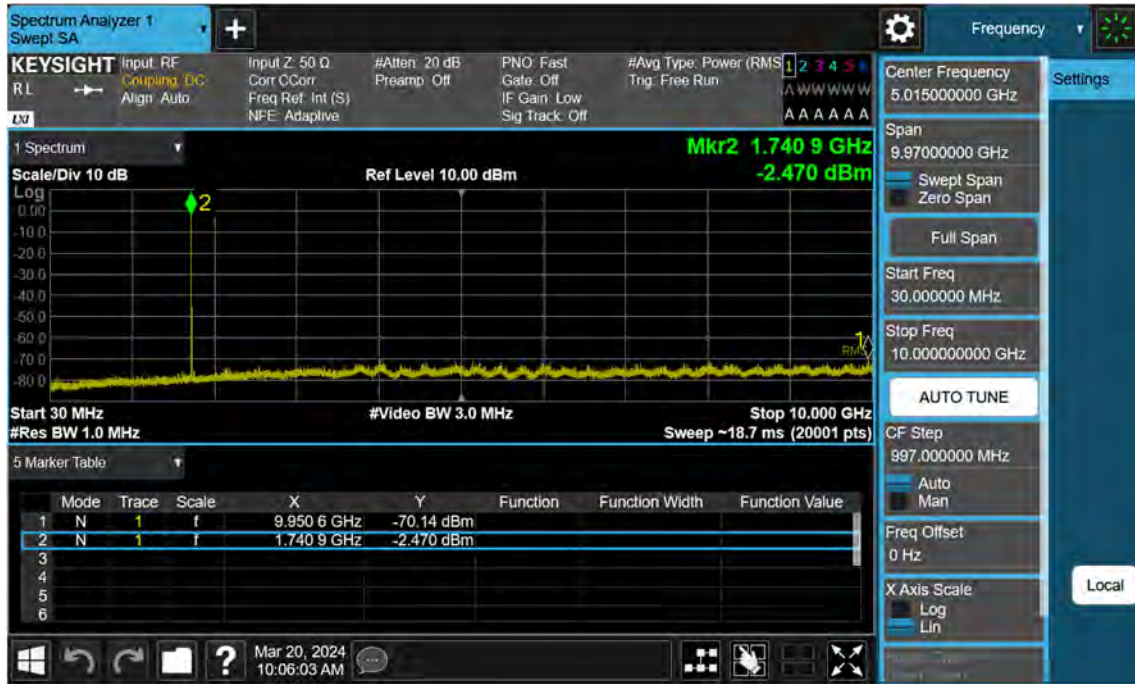 Spectrum Analyzer 1
Swept SA
+
Frequency
KEYSIGHT
RL
LXI
Input: RF
Coupling: DC
Align: Auto
Input Z: 50 Ω
Corr CCorr
Freq Ref: Int (S)
NFE: Adaptive
#Atten: 20 dB
Preamp: Off
PNO: Fast
Gate: Off
IF Gain: Low
Sig Track: Off
#Avg Type: Power (RMS
Trig: Free Run
1 2 3 4 5 6
A W W W W W
A A A A A A
1 Spectrum
Scale/Div 10 dB
Ref Level 10.00 dBm
Mkr2 1.740 9 GHz
-2.470 dBm
Log
0.00
-10.0
-20.0
-30.0
-40.0
-50.0
-60.0
-70.0
-80.0
2
1
RMS
Start 30 MHz
#Video BW 3.0 MHz
Stop 10.000 GHz
#Res BW 1.0 MHz
Sweep ~18.7 ms (20001 pts)
5 Marker Table
Mode Trace Scale X Y Function Function Width Function Value
1 N 1 f 9.950 6 GHz -70.14 dBm
2 N 1 f 1.740 9 GHz -2.470 dBm
3
4
5
6
Center Frequency
5.015000000 GHz
Span
9.97000000 GHz
Swept Span
Zero Span
Full Span
Start Freq
30.000000 MHz
Stop Freq
10.000000000 GHz
AUTO TUNE
CF Step
997.000000 MHz
Auto
Man
Freq Offset
0 Hz
X Axis Scale
Log
Lin
Settings
Local
?
Mar 20, 2024
10:06:03 AM